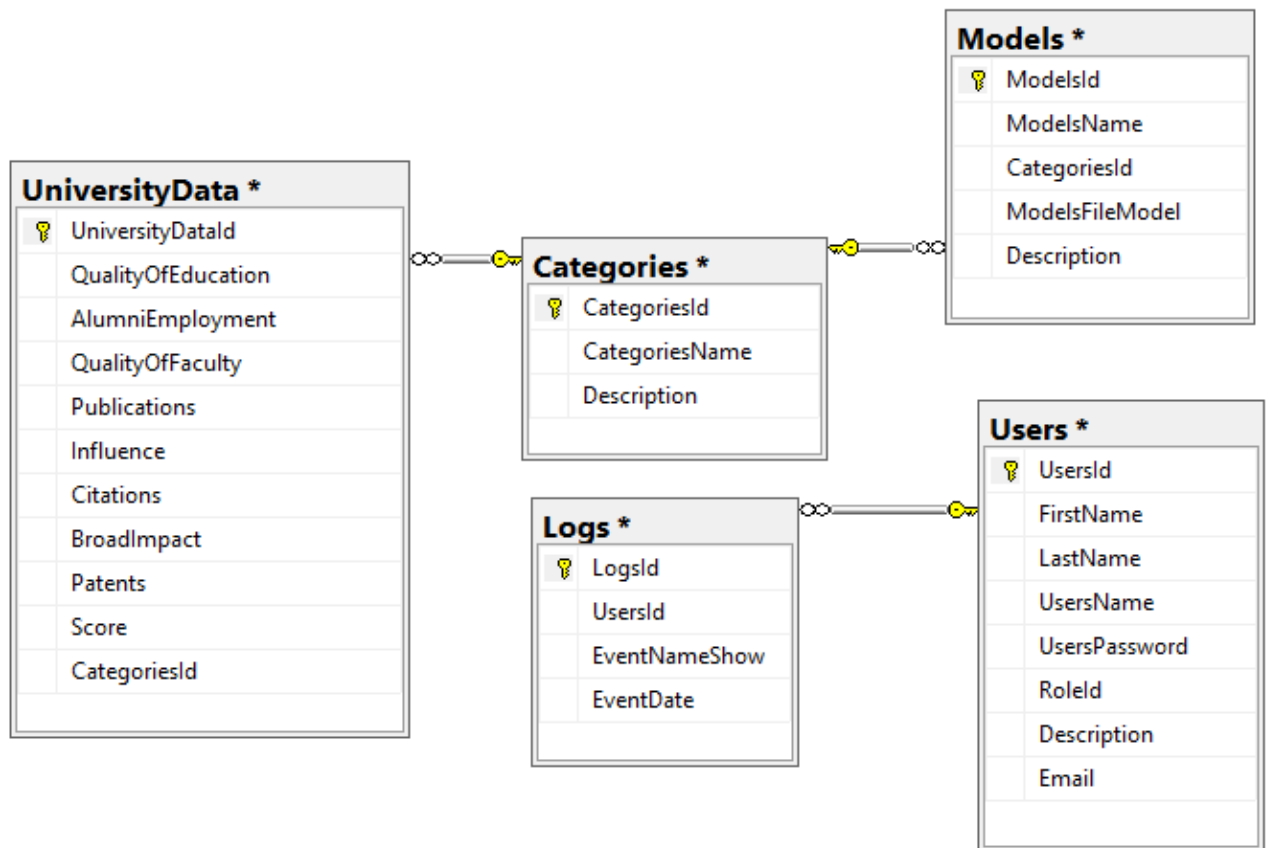 UniversityData *
UniversityDataId
QualityOfEducation
AlumniEmployment
QualityOfFaculty
Publications
Influence
Citations
BroadImpact
Patents
Score
CategoriesId
Categories *
CategoriesId
CategoriesName
Description
Models *
ModelsId
ModelsName
CategoriesId
ModelsFileModel
Description
Logs *
LogsId
UsersId
EventNameShow
EventDate
Users *
UsersId
FirstName
LastName
UsersName
UsersPassword
RoleId
Description
Email